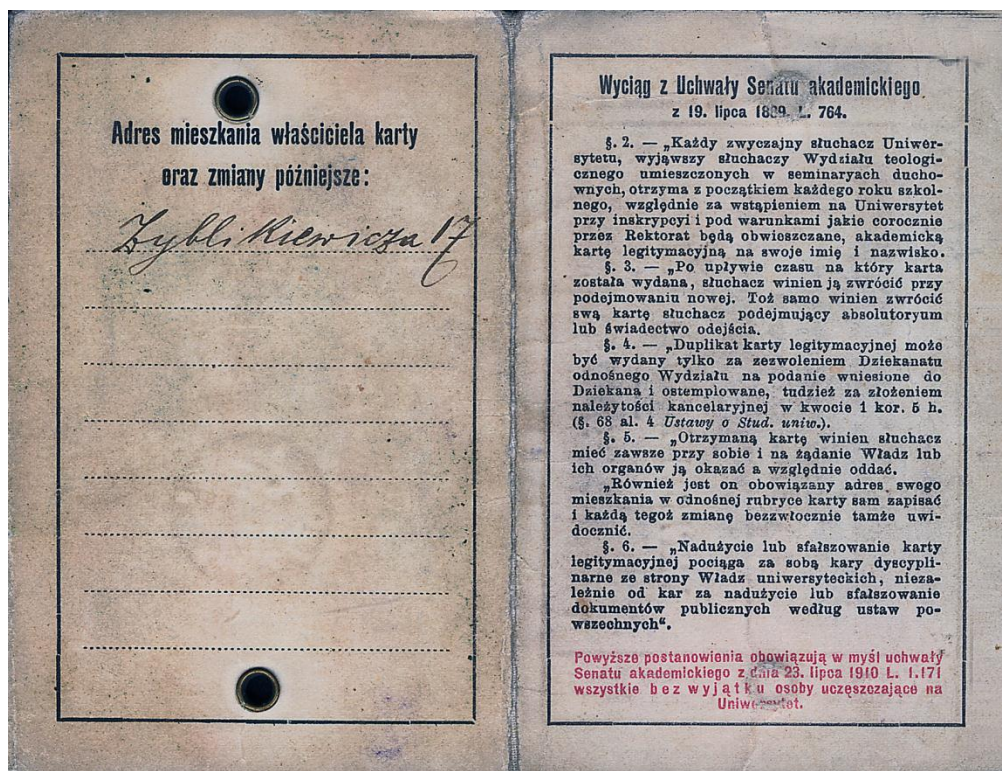 Adres mieszkania właściciela karty
oraz zmiany późniejsze:
Zyblikiewicza 17
Wyciąg z Uchwały Senatu akademickiego
z 19. lipca 1889. L. 764.
§. 2. — „Każdy zwyczajny słuchacz Uniwer-
sytetu, wyjąwszy słuchaczy Wydziału teologi-
cznego umieszczonych w seminaryach ducho-
wnych, otrzyma z początkiem każdego roku szkol-
nego, względnie za wstąpieniem na Uniwersytet
przy inskrypcyi i pod warunkami jakie corocznie
przez Rektorat będą obwieszczane, akademicką
kartę legitymacyjną na swoje imię i nazwisko.
§. 3. — „Po upływie czasu na który karta
została wydana, słuchacz winien ją zwrócić przy
podejmowaniu nowej. Toż samo winien zwrócić
swą kartę słuchacz podejmujący absolutoryum
lub świadectwo odejścia.
§. 4. — „Duplikat karty legitymacyjnej może
być wydany tylko za zezwoleniem Dziekanatu
odnośnego Wydziału na podanie wniesione do
Dziekana i ostemplowane, tudzież za złożeniem
należytości kancelaryjnej w kwocie 1 kor. 5 h.
(§. 68 al. 4 Ustawy o Stud. uniw.).
§. 5. — „Otrzymaną kartę winien słuchacz
mieć zawsze przy sobie i na żądanie Władz lub
ich organów ją okazać a względnie oddać.
„Również jest on obowiązany adres swego
mieszkania w odnośnej rubryce karty sam zapisać
i każdą tegoż zmianę bezzwłocznie tamże uwi-
docznić.
§. 6. — „Nadużycie lub sfałszowanie karty
legitymacyjnej pociąga za sobą kary dyscypli-
narne ze strony Władz uniwersyteckich, nieza-
leżnie od kar za nadużycie lub sfałszowanie
dokumentów publicznych według ustaw po-
wszechnych“.
Powyższe postanowienia obowiązują w myśl uchwały
Senatu akademickiego z dnia 23. lipca 1910 L. 1.171
wszystkie bez wyjątku osoby uczęszczające na
Uniwersytet.